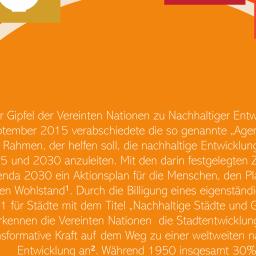 r Gipfel der Vereinten Nationen zu Nachhaltiger Entw
ptember 2015 verabschiedete die so genannte „Agen
Rahmen, der helfen soll, die nachhaltige Entwicklung
5 und 2030 anzuleiten. Mit den darin festgelegten Z
enda 2030 ein Aktionsplan für die Menschen, den Pla
en Wohlstand¹. Durch die Billigung eines eigenständi
1 für Städte mit dem Titel „Nachhaltige Städte und G
rkennen die Vereinten Nationen die Stadtentwicklung
nsformative Kraft auf dem Weg zu einer weltweiten na
Entwicklung an². Während 1950 insgesamt 30%